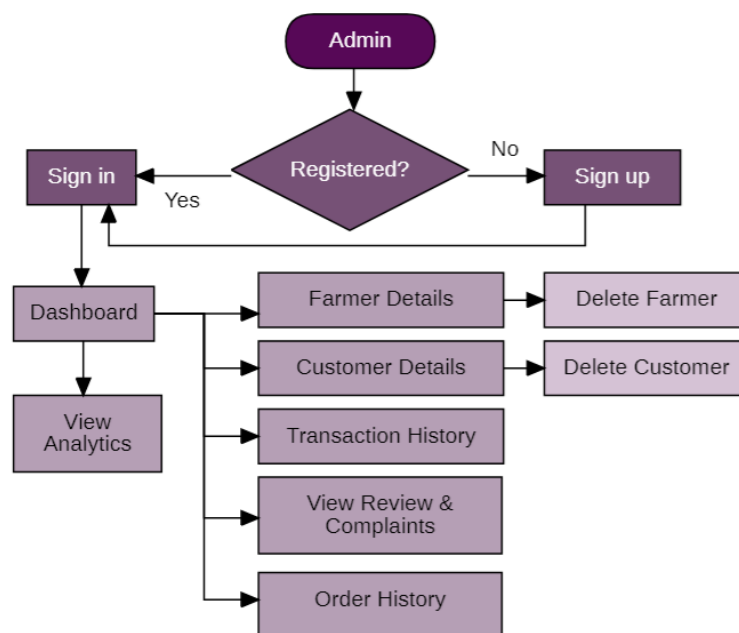 Admin
Registered?
No
Sign in
Sign up
Yes
Farmer Details
Delete Farmer
Dashboard
Customer Details
Delete Customer
View
Analytics
Transaction History
View Review &
Complaints
Order History